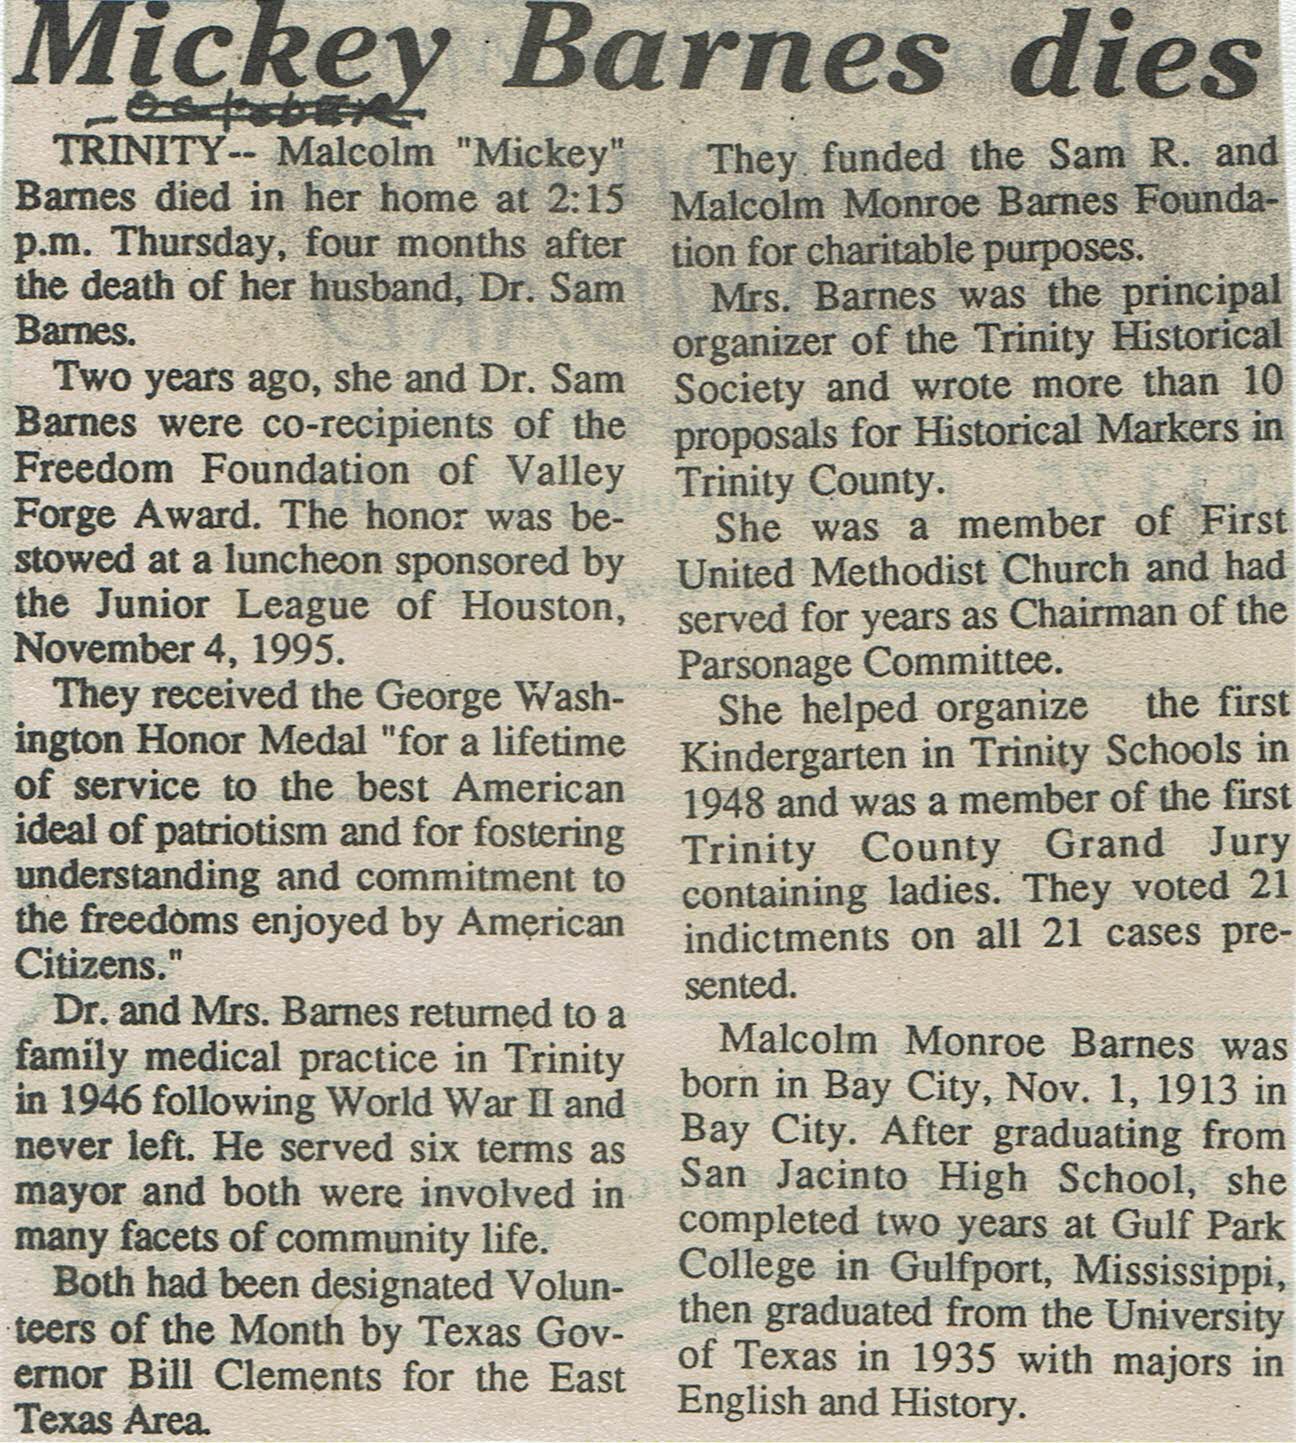 Mickey Barnes dies
October
TRINITY-- Malcolm "Mickey"
Barnes died in her home at 2:15
p.m. Thursday, four months after
the death of her husband, Dr. Sam
Barnes.
Two years ago, she and Dr. Sam
Barnes were co-recipients of the
Freedom Foundation of Valley
Forge Award. The honor was be-
stowed at a luncheon sponsored by
the Junior League of Houston,
November 4, 1995.
They received the George Wash-
ington Honor Medal "for a lifetime
of service to the best American
ideal of patriotism and for fostering
understanding and commitment to
the freedoms enjoyed by American
Citizens."
Dr. and Mrs. Barnes returned to a
family medical practice in Trinity
in 1946 following World War II and
never left. He served six terms as
mayor and both were involved in
many facets of community life.
Both had been designated Volun-
teers of the Month by Texas Gov-
ernor Bill Clements for the East
Texas Area.
They funded the Sam R. and
Malcolm Monroe Barnes Founda-
tion for charitable purposes.
Mrs. Barnes was the principal
organizer of the Trinity Historical
Society and wrote more than 10
proposals for Historical Markers in
Trinity County.
She was a member of First
United Methodist Church and had
served for years as Chairman of the
Parsonage Committee.
She helped organize the first
Kindergarten in Trinity Schools in
1948 and was a member of the first
Trinity County Grand Jury
containing ladies. They voted 21
indictments on all 21 cases pre-
sented.
Malcolm Monroe Barnes was
born in Bay City, Nov. 1, 1913 in
Bay City. After graduating from
San Jacinto High School, she
completed two years at Gulf Park
College in Gulfport, Mississippi,
then graduated from the University
of Texas in 1935 with majors in
English and History.